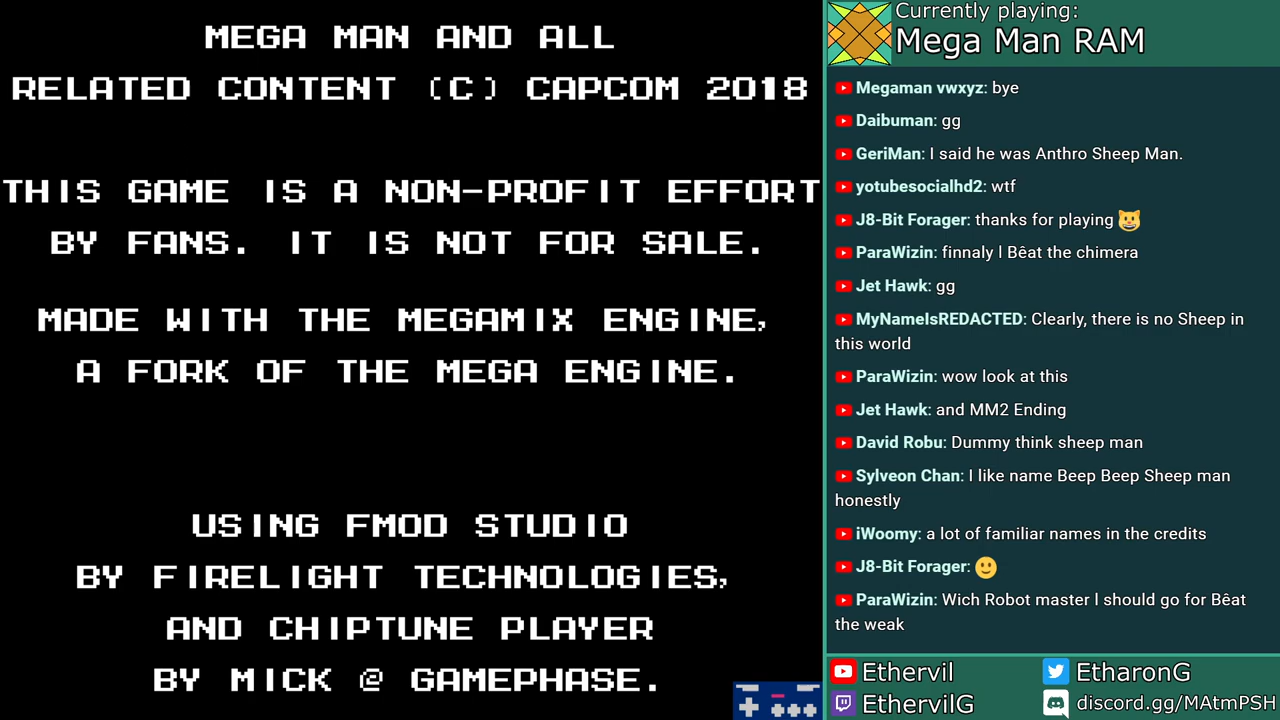 MEGA MAN AND ALL
RELATED CONTENT (C) CAPCOM 2018
THIS GAME IS A NON-PROFIT EFFORT
BY FANS. IT IS NOT FOR SALE.
MADE WITH THE MEGAMIX ENGINE,
A FORK OF THE MEGA ENGINE.
USING FMOD STUDIO
BY FIRELIGHT TECHNOLOGIES,
AND CHIPTUNE PLAYER
BY MICK @ GAMEPHASE.
Currently playing:
Mega Man RAM
Megaman vwxyz: bye
Daibuman: gg
GeriMan: I said he was Anthro Sheep Man.
yotubesocialhd2: wtf
J8-Bit Forager: thanks for playing 😺
ParaWizin: finnaly l Bêat the chimera
Jet Hawk: gg
MyNameIsREDACTED: Clearly, there is no Sheep in
this world
ParaWizin: wow look at this
Jet Hawk: and MM2 Ending
David Robu: Dummy think sheep man
Sylveon Chan: I like name Beep Beep Sheep man
honestly
iWoomy: a lot of familiar names in the credits
J8-Bit Forager: 🙂
ParaWizin: Wich Robot master l should go for Bêat
the weak
Ethervil
EtharonG
EthervilG
discord.gg/MAtmPSH